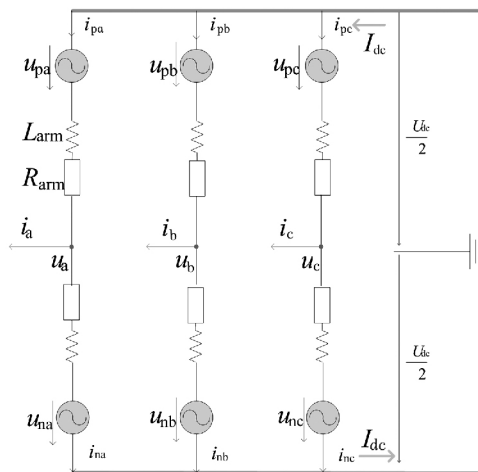 i_pa i_pb i_pc I_dc
u_pa u_pb u_pc
L_arm U_dc/2
R_arm
i_a i_b i_c
u_a u_b u_c
U_dc/2
u_na u_nb u_nc I_dc
i_na i_nb i_nc